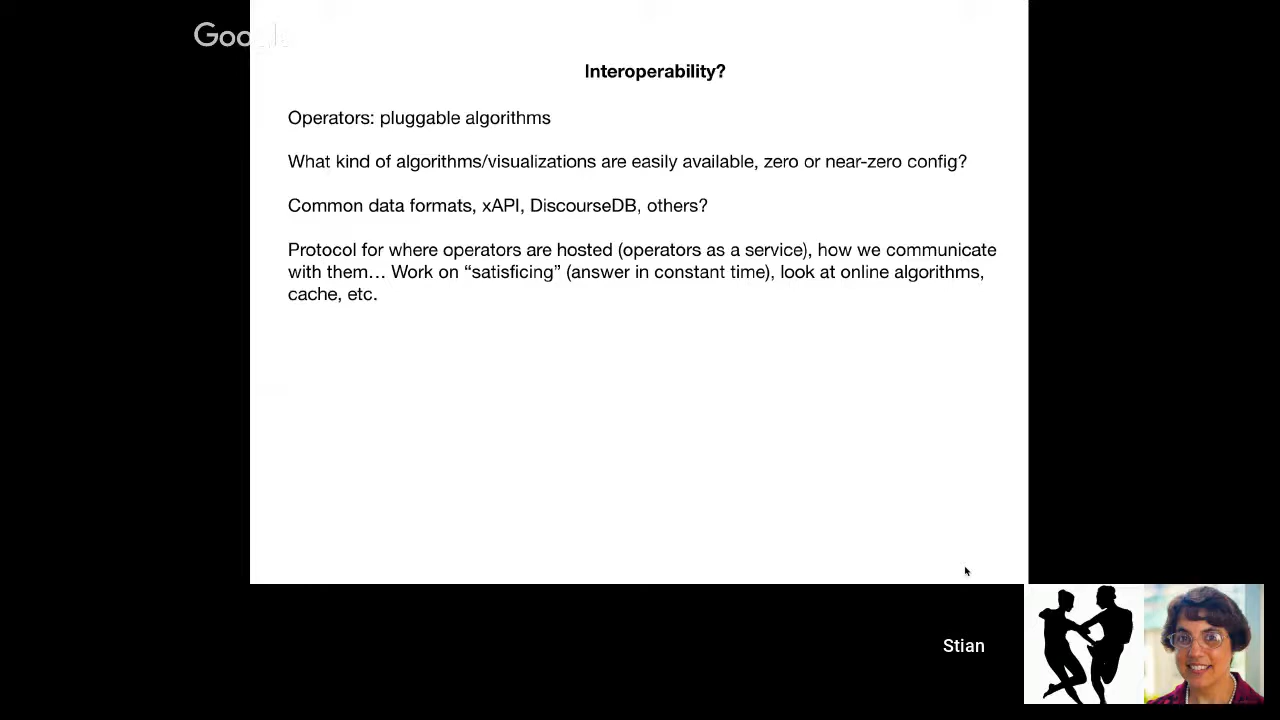 Google
Interoperability?
Operators: pluggable algorithms
What kind of algorithms/visualizations are easily available, zero or near-zero config?
Common data formats, xAPI, DiscourseDB, others?
Protocol for where operators are hosted (operators as a service), how we communicate
with them… Work on “satisficing” (answer in constant time), look at online algorithms,
cache, etc.
Stian